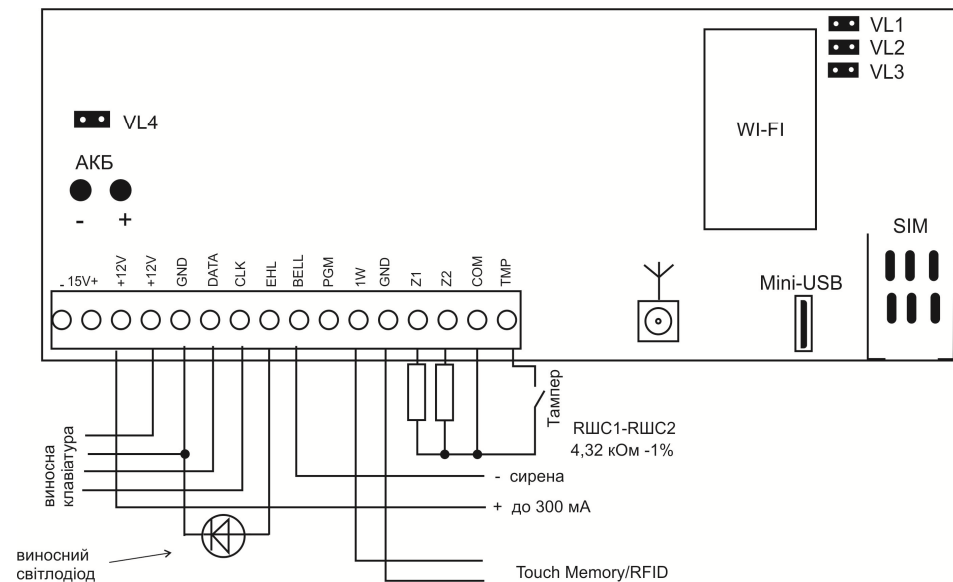 VL1
VL2
VL3
VL4
WI-FI
АКБ
- +
SIM
Mini-USB
- 15V+ +12V +12V GND DATA CLK EHL BELL PGM 1W GND Z1 Z2 COM TMP
Тампер
RШС1-RШС2
4,32 кОм -1%
виносна
клавіатура
- сирена
+ до 300 мА
виносний
світлодіод
Touch Memory/RFID